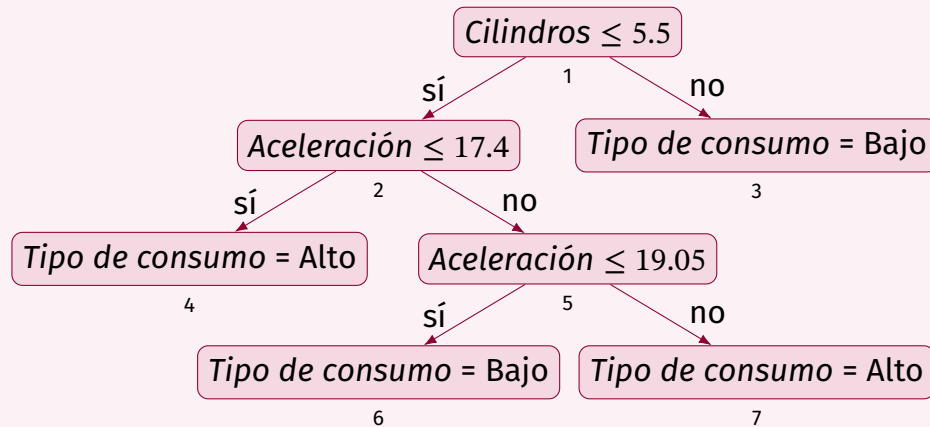 Cilindros ≤ 5.5
1
sí
no
Aceleración ≤ 17.4
2
Tipo de consumo = Bajo
3
sí
no
Tipo de consumo = Alto
4
Aceleración ≤ 19.05
5
sí
no
Tipo de consumo = Bajo
6
Tipo de consumo = Alto
7